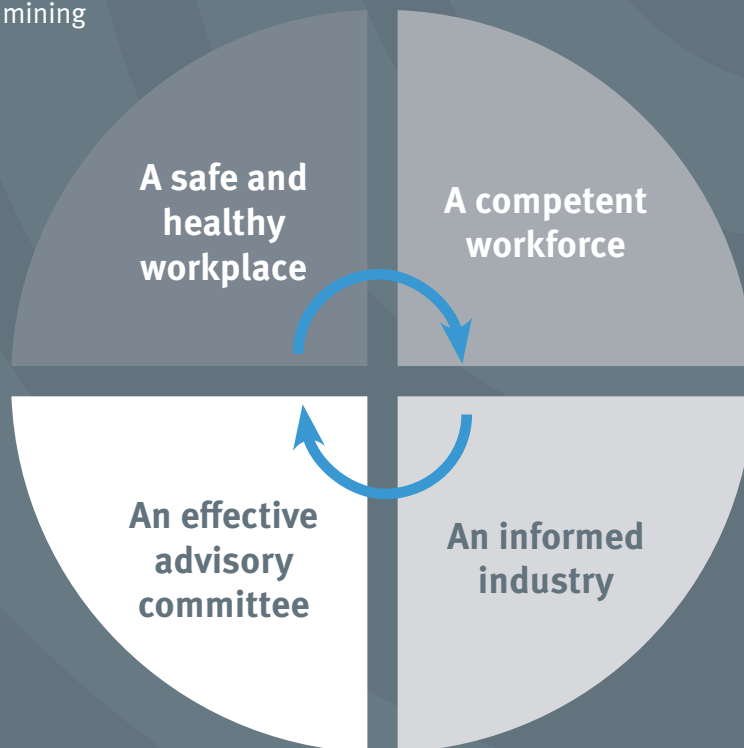 mining
A safe and
healthy
workplace
A competent
workforce
An effective
advisory
committee
An informed
industry